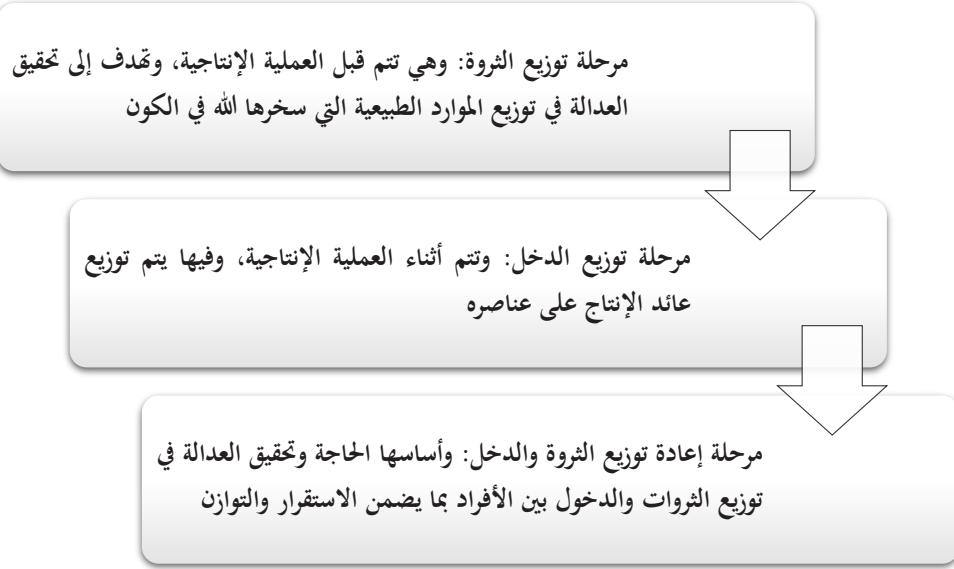 مرحلة توزيع الثروة: وهي تتم قبل العملية الإنتاجية، وتهدف إلى تحقيق
العدالة في توزيع الموارد الطبيعية التي سخرها الله في الكون
مرحلة توزيع الدخل: وتتم أثناء العملية الإنتاجية، وفيها يتم توزيع
عائد الإنتاج على عناصره
مرحلة إعادة توزيع الثروة والدخل: وأساسها الحاجة وتحقيق العدالة في
توزيع الثروات والدخول بين الأفراد بما يضمن الاستقرار والتوازن